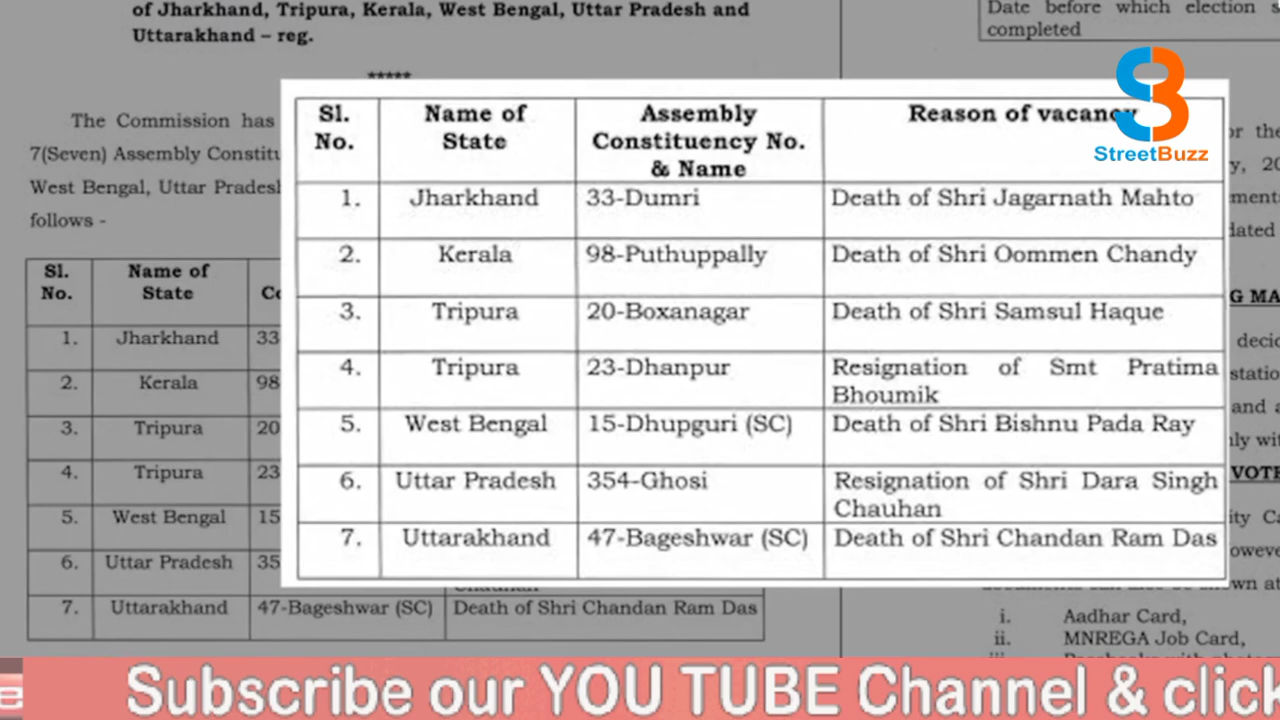 of Jharkhand, Tripura, Kerala, West Bengal, Uttar Pradesh and
Uttarakhand – reg.
*****
The Commission has
7(Seven) Assembly
West Bengal, Uttar Pradesh
follows -
Sl. No. Name of State
1. Jharkhand 33
2. Kerala 98
3. Tripura 20
4. Tripura 23
5. West Bengal 15
6. Uttar Pradesh 35
7. Uttarakhand 47-Bageshwar (SC) Death of Shri Chandan Ram Das
Date before which election
completed
StreetBuzz
Sl. No. Name of State Assembly Constituency No. & Name Reason of vacancy
1. Jharkhand 33-Dumri Death of Shri Jagarnath Mahto
2. Kerala 98-Puthuppally Death of Shri Oommen Chandy
3. Tripura 20-Boxanagar Death of Shri Samsul Haque
4. Tripura 23-Dhanpur Resignation of Smt Pratima
Bhoumik
5. West Bengal 15-Dhupguri (SC) Death of Shri Bishnu Pada Ray
6. Uttar Pradesh 354-Ghosi Resignation of Shri Dara Singh
Chauhan
7. Uttarakhand 47-Bageshwar (SC) Death of Shri Chandan Ram Das
i. Aadhar Card,
ii. MNREGA Job Card,
Subscribe our YOU TUBE Channel & click